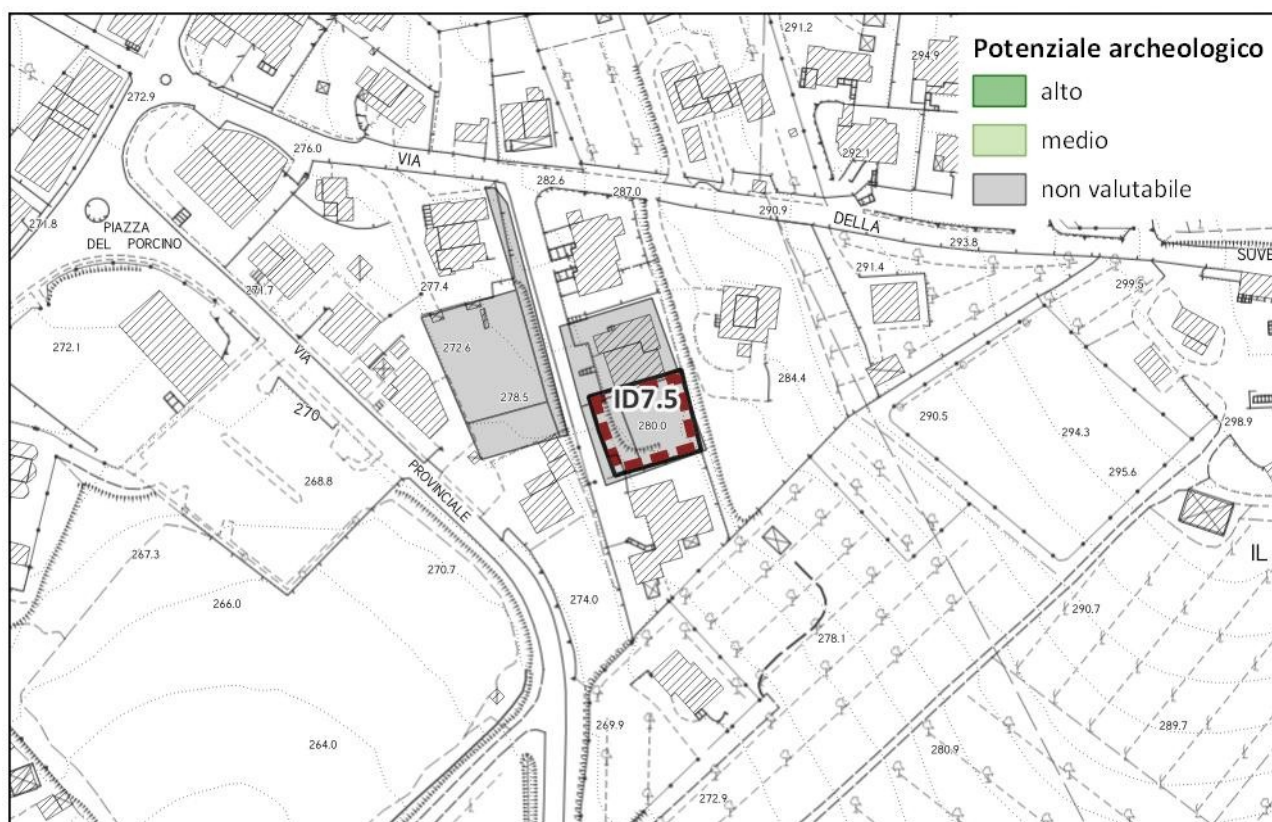 Potenziale archeologico
alto
medio
non valutabile
291.2
294.9
272.9
276.0
VIA
282.6
287.0
292.1
290.9
DELLA
293.8
SUVE
271.8
PIAZZA
DEL PORCINO
271.7
277.4
291.4
299.5
272.1
VIA
272.6
278.5
284.4
270
ID7.5
280.0
290.5
294.3
298.9
295.6
268.8
PROVINCIALE
267.3
270.7
266.0
274.0
IL
278.1
290.7
264.0
269.9
280.9
289.7
272.9